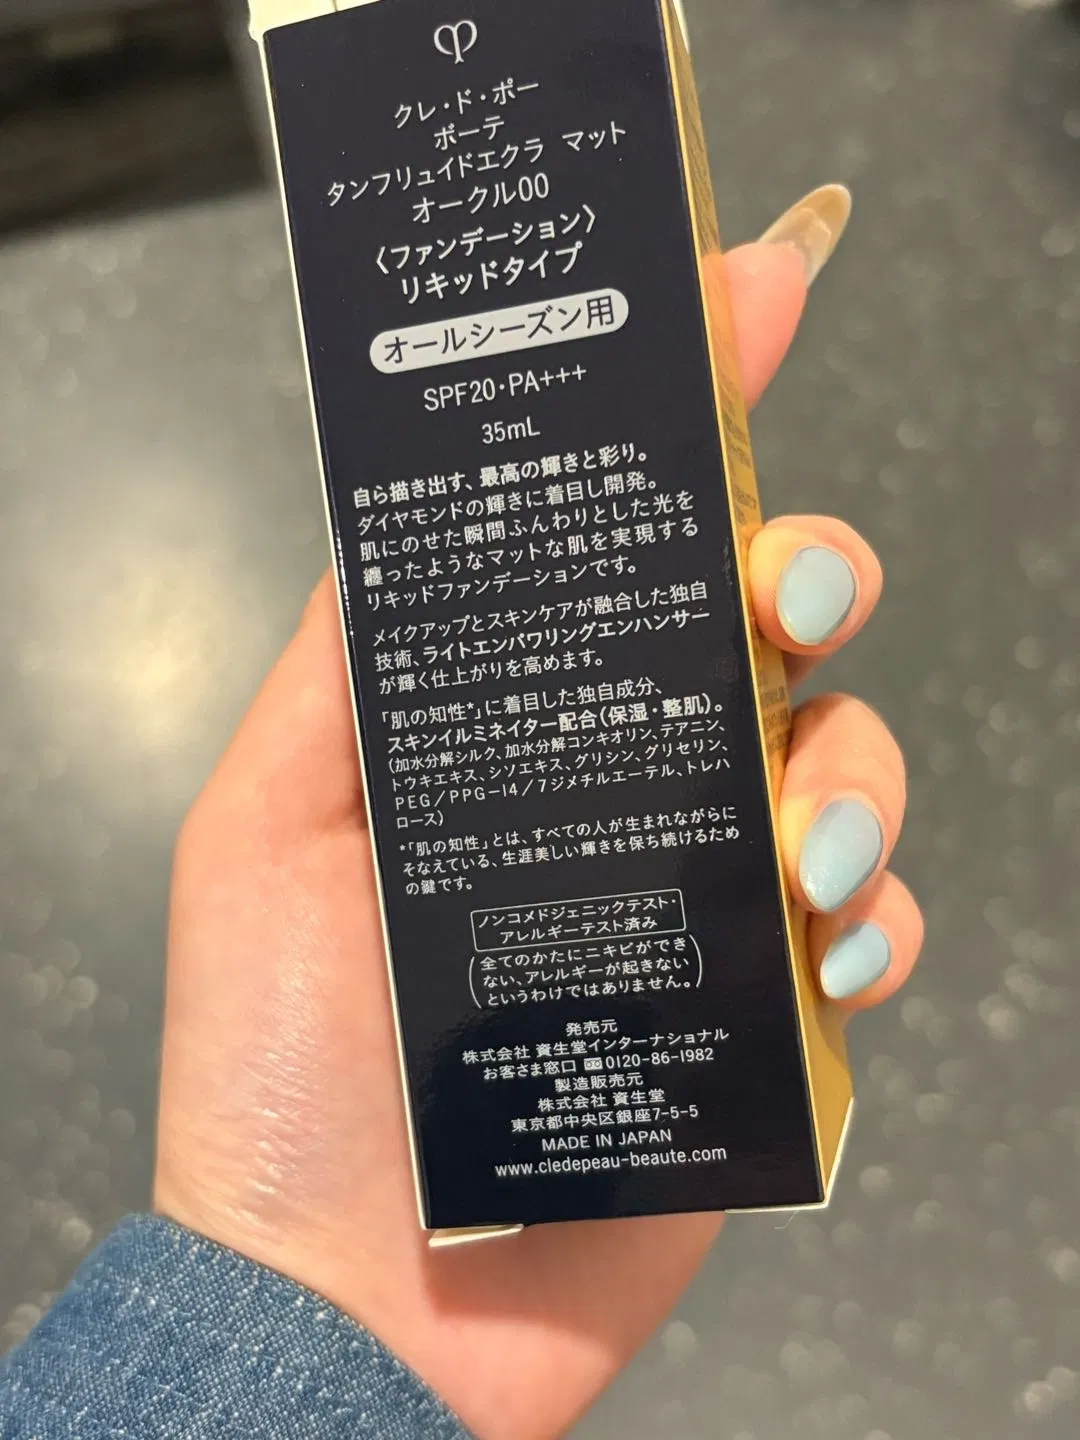 クレ・ド・ポー
ボーテ
タンフリュイドエクラ マット
オークル00
〈ファンデーション〉
リキッドタイプ
オールシーズン用
SPF20・PA+++
35mL
自ら描き出す、最高の輝きと彩り。
ダイヤモンドの輝きに着目し開発。
肌にのせた瞬間ふんわりとした光を
纏ったようなマットな肌を実現する
リキッドファンデーションです。
メイクアップとスキンケアが融合した独自
技術、ライトエンパワリングエンハンサー
が輝く仕上がりを高めます。
「肌の知性*」に着目した独自成分、
スキンイルミネイター配合(保湿・整肌)。
(加水分解シルク、加水分解コンキオリン、テアニン、
トウキエキス、シソエキス、グリシン、グリセリン、
PEG/PPG-14/7ジメチルエーテル、トレハ
ロース)
*「肌の知性」とは、すべての人が生まれながらに
そなえている、生涯美しい輝きを保ち続けるため
の鍵です。
ノンコメドジェニックテスト・
アレルギーテスト済み
(全てのかたにニキビができ
ない、アレルギーが起きない
というわけではありません。)
発売元
株式会社 資生堂インターナショナル
お客さま窓口 0120-86-1982
製造販売元
株式会社 資生堂
東京都中央区銀座7-5-5
MADE IN JAPAN
www.cledepeau-beaute.com